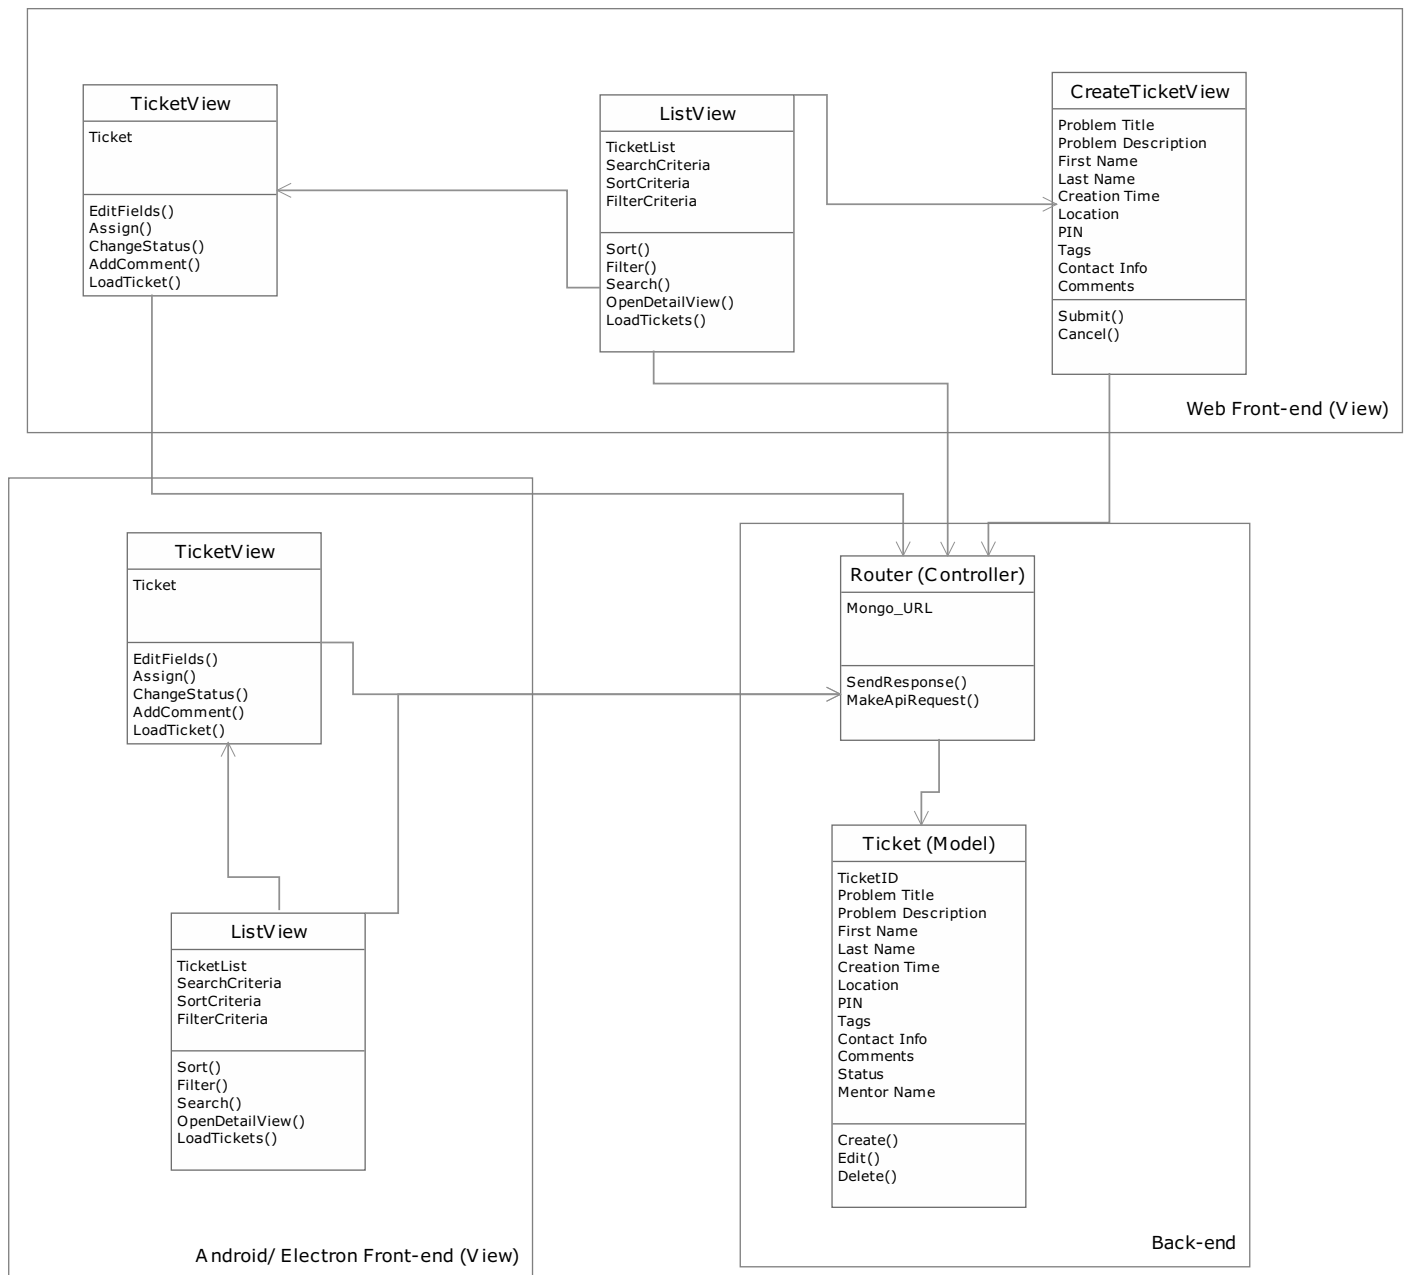 TicketView
Ticket
EditFields()
Assign()
ChangeStatus()
AddComment()
LoadTicket()
ListView
TicketList
SearchCriteria
SortCriteria
FilterCriteria
Sort()
Filter()
Search()
OpenDetailView()
LoadTickets()
CreateTicketView
Problem Title
Problem Description
First Name
Last Name
Creation Time
Location
PIN
Tags
Contact Info
Comments
Submit()
Cancel()
Web Front-end (View)
TicketView
Ticket
EditFields()
Assign()
ChangeStatus()
AddComment()
LoadTicket()
ListView
TicketList
SearchCriteria
SortCriteria
FilterCriteria
Sort()
Filter()
Search()
OpenDetailView()
LoadTickets()
Android/ Electron Front-end (View)
Router (Controller)
Mongo_URL
SendResponse()
MakeApiRequest()
Ticket (Model)
TicketID
Problem Title
Problem Description
First Name
Last Name
Creation Time
Location
PIN
Tags
Contact Info
Comments
Status
Mentor Name
Create()
Edit()
Delete()
Back-end